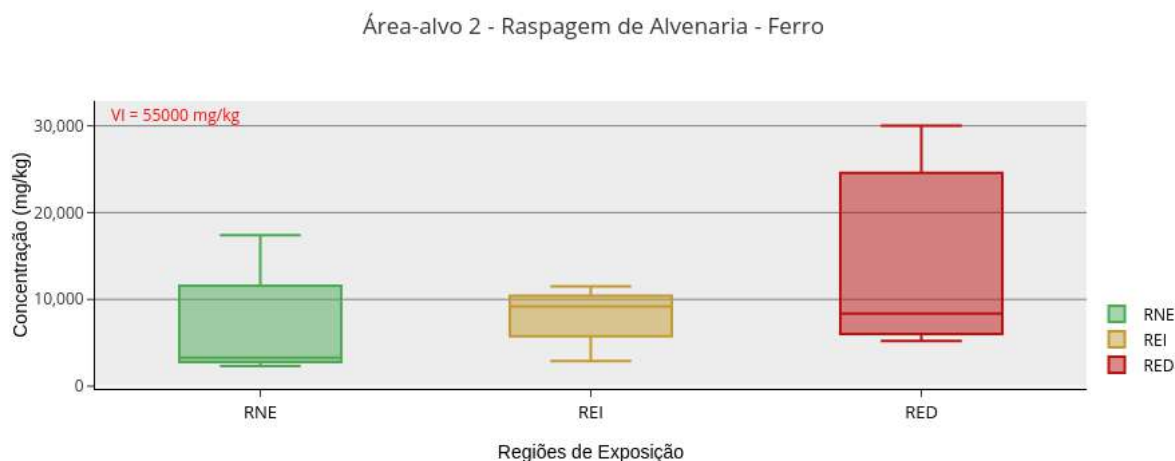 Área-alvo 2 - Raspagem de Alvenaria - Ferro
VI = 55000 mg/kg
30,000
20,000
10,000
0
Concentração (mg/kg)
RNE
REI
RED
Regiões de Exposição
RNE
REI
RED